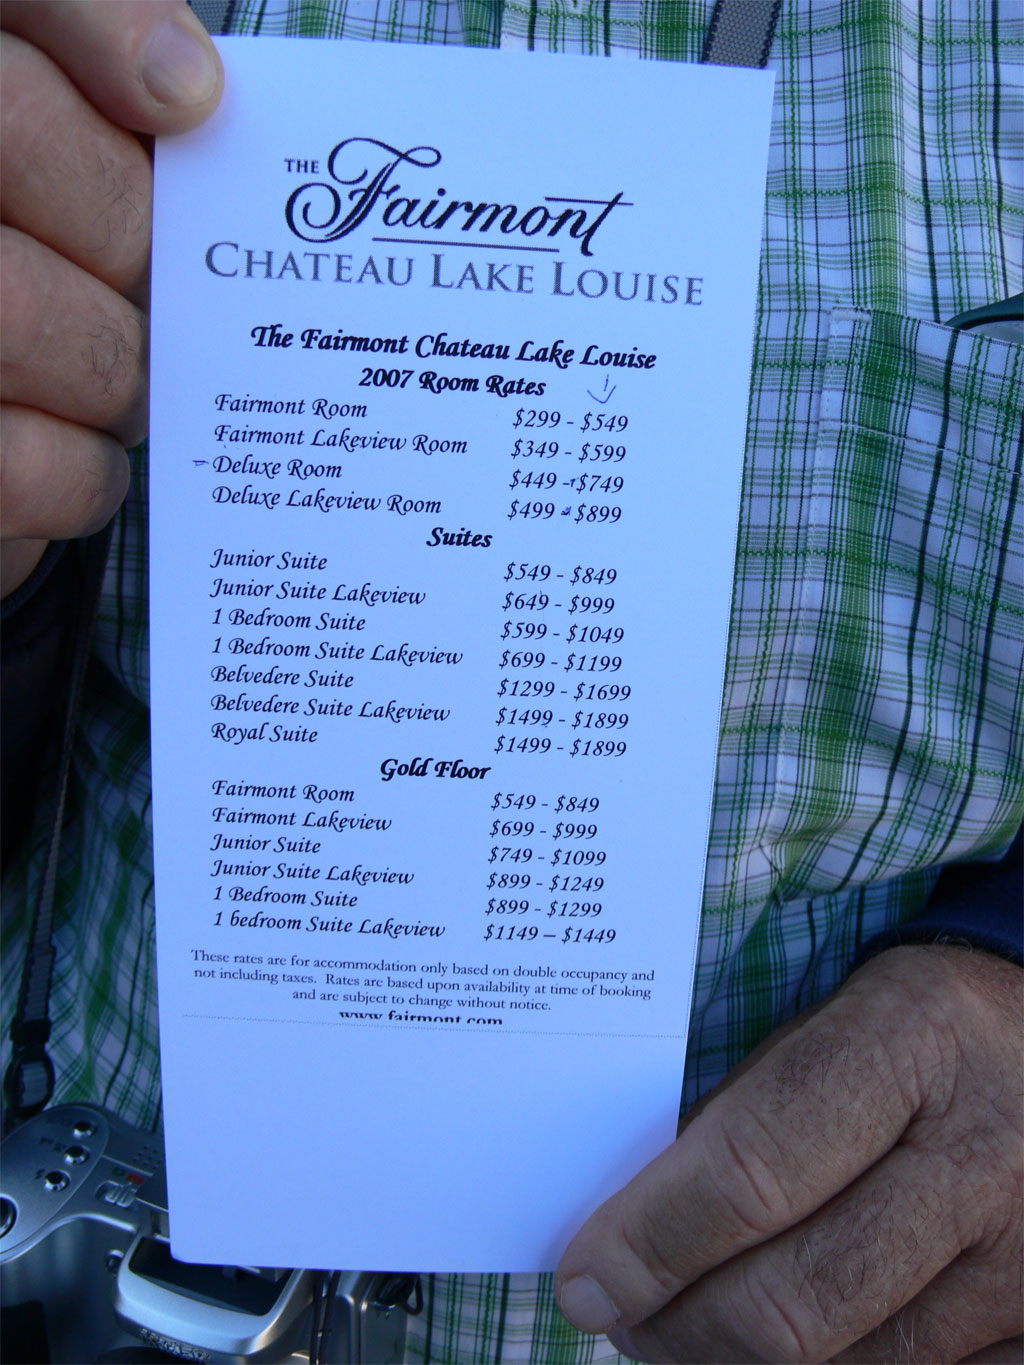 THE Fairmont
CHATEAU LAKE LOUISE
The Fairmont Chateau Lake Louise
2007 Room Rates
Fairmont Room $299 - $549
Fairmont Lakeview Room $349 - $599
Deluxe Room $449 - $749
Deluxe Lakeview Room $499 - $899
Suites
Junior Suite $549 - $849
Junior Suite Lakeview $649 - $999
1 Bedroom Suite $599 - $1049
1 Bedroom Suite Lakeview $699 - $1199
Belvedere Suite $1299 - $1699
Belvedere Suite Lakeview $1499 - $1899
Royal Suite $1499 - $1899
Gold Floor
Fairmont Room $549 - $849
Fairmont Lakeview $699 - $999
Junior Suite $749 - $1099
Junior Suite Lakeview $899 - $1249
1 Bedroom Suite $899 - $1299
1 bedroom Suite Lakeview $1149 – $1449
These rates are for accommodation only based on double occupancy and
not including taxes. Rates are based upon availability at time of booking
and are subject to change without notice.
www.fairmont.com